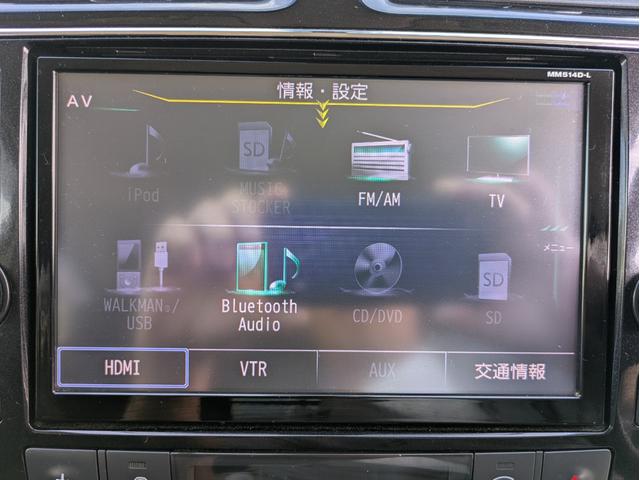 MM514D-L
情報・設定
AV
iPod
SD
MUSIC
STOCKER
FM/AM
TV
メニュー
WALKMAN®/
USB
Bluetooth
Audio
CD/DVD
SD
SD
HDMI
VTR
AUX
交通情報